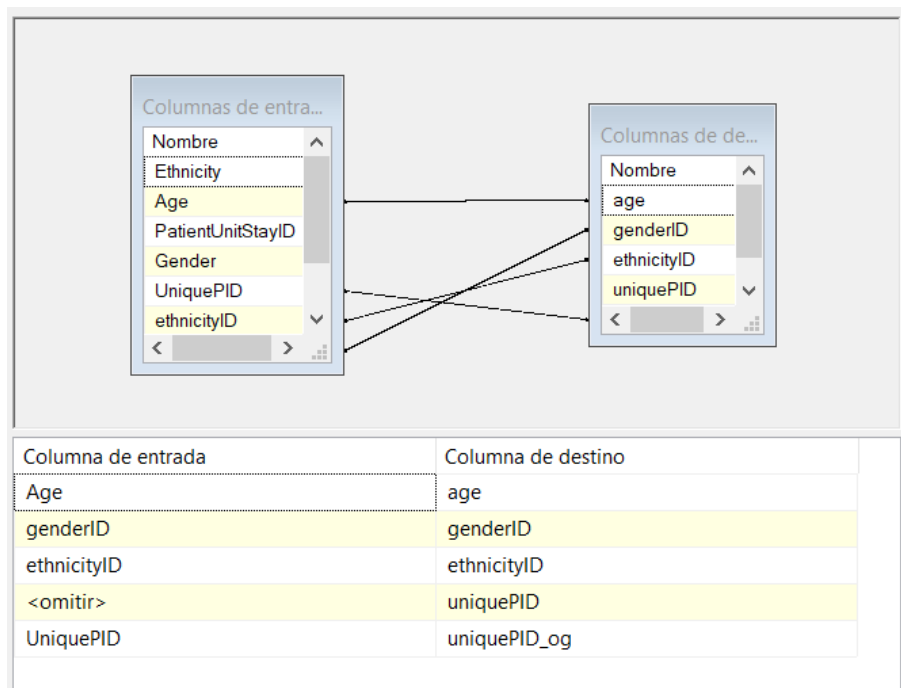 Columnas de entra...
Nombre
Ethnicity
Age
PatientUnitStayID
Gender
UniquePID
ethnicityID
Columnas de de...
Nombre
age
genderID
ethnicityID
uniquePID
Columna de entrada Columna de destino
Age age
genderID genderID
ethnicityID ethnicityID
<omitir> uniquePID
UniquePID uniquePID_og